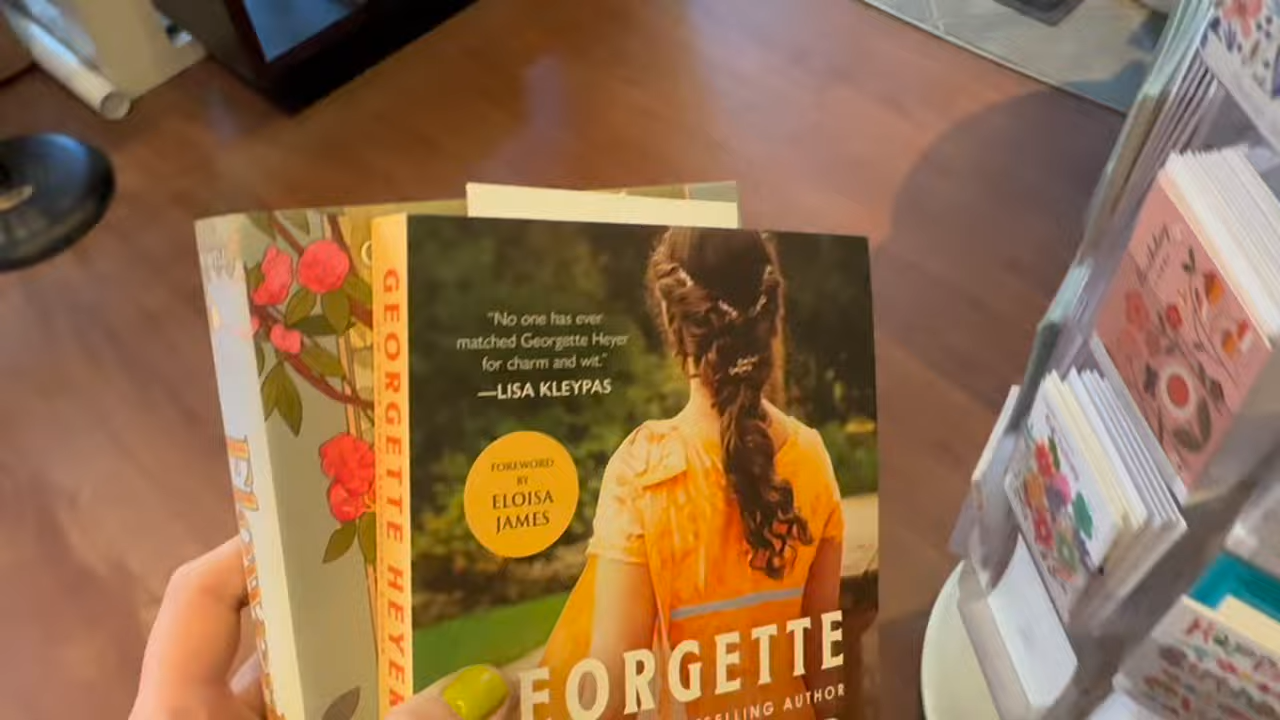 GEORGETTE HEYER
"No one has ever
matched Georgette Heyer
for charm and wit."
—LISA KLEYPAS
FOREWORD
BY
ELOISA
JAMES
EORGETTE
SELLING AUTHOR